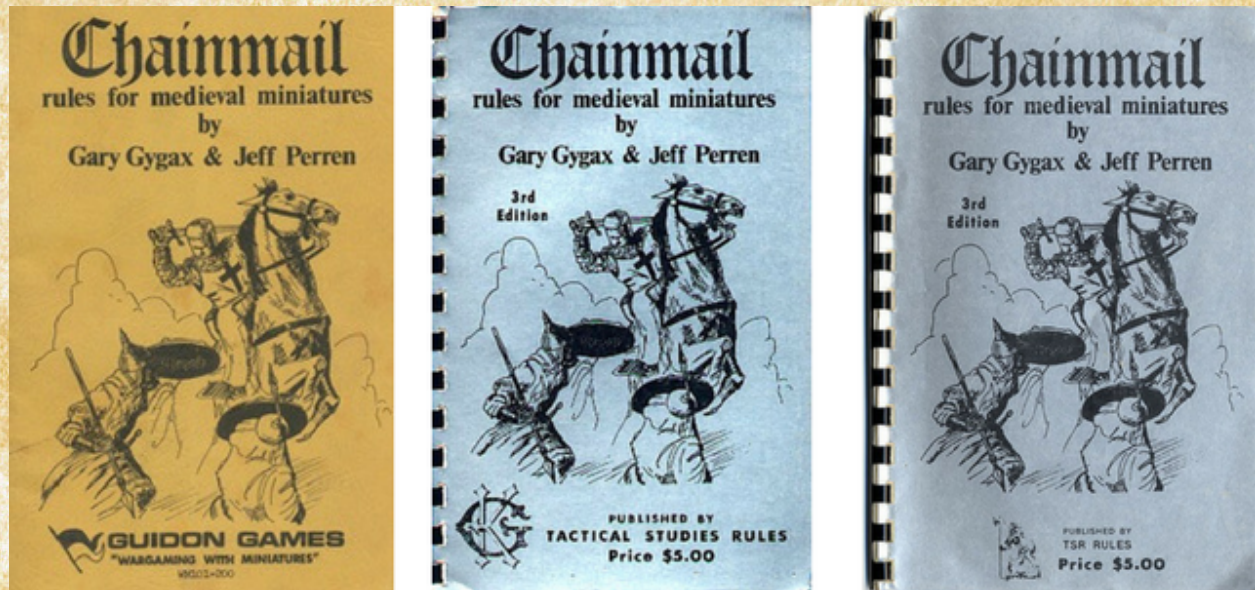 Chainmail
rules for medieval miniatures
by
Gary Gygax & Jeff Perren
GUIDON GAMES
"WARGAMING WITH MINIATURES"
Chainmail
rules for medieval miniatures
by
Gary Gygax & Jeff Perren
3rd
Edition
PUBLISHED BY
TACTICAL STUDIES RULES
Price $5.00
Chainmail
rules for medieval miniatures
by
Gary Gygax & Jeff Perren
3rd
Edition
PUBLISHED BY
TSR RULES
Price $5.00